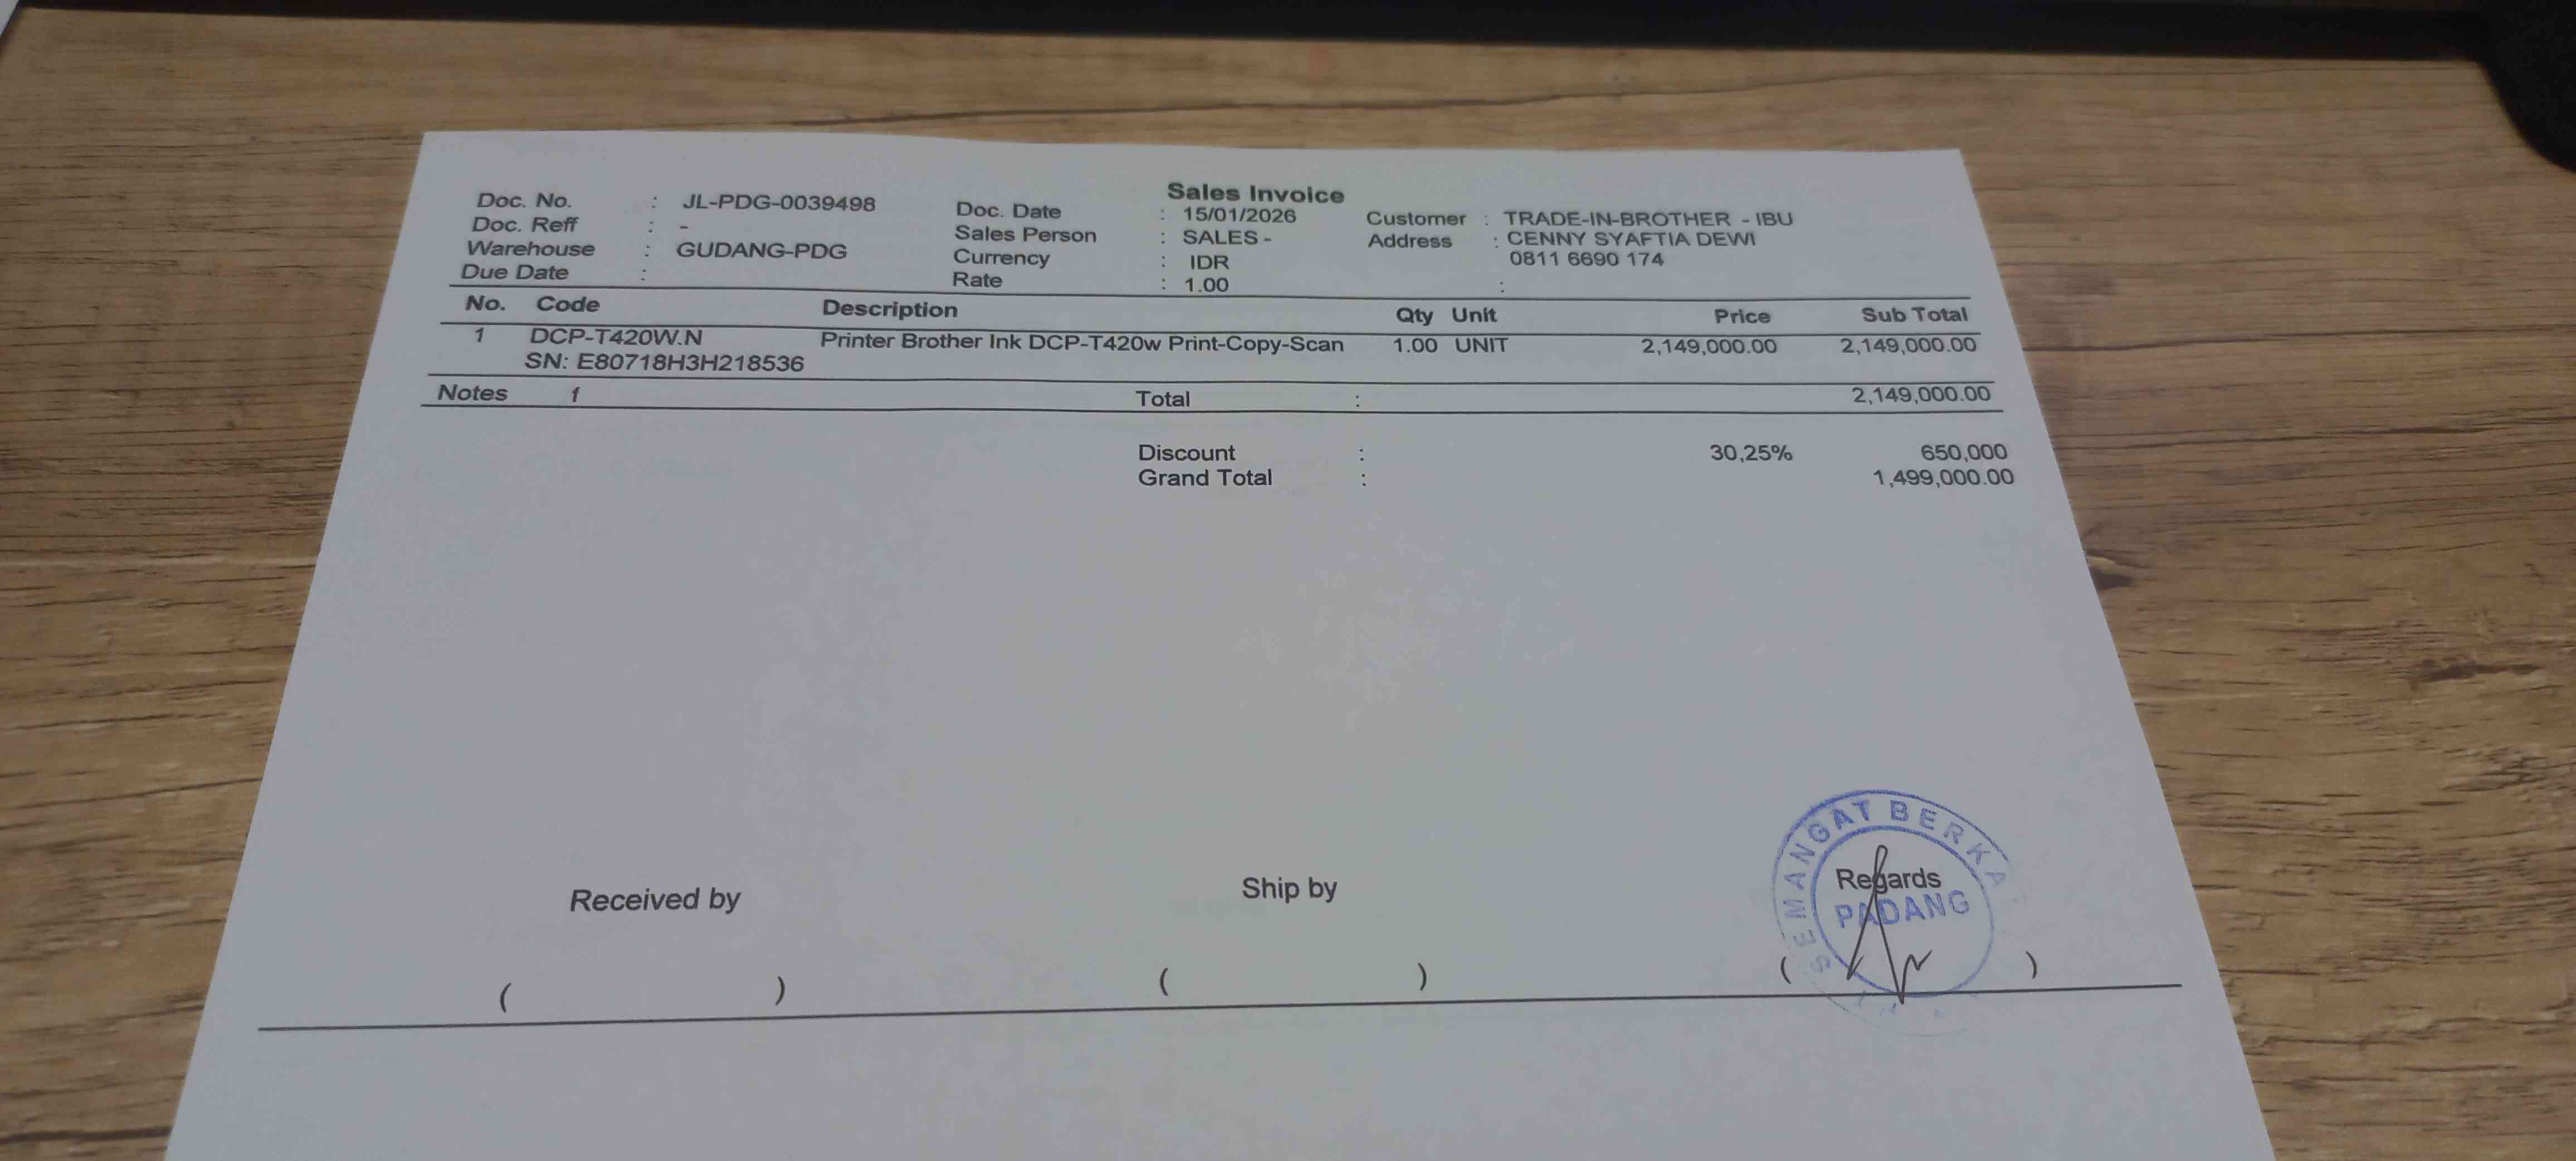 Sales Invoice
Doc. No. : JL-PDG-0039498 Doc. Date : 15/01/2026 Customer : TRADE-IN-BROTHER - IBU
Doc. Reff : - Sales Person : SALES - Address : CENNY SYAFTIA DEWI
Warehouse : GUDANG-PDG Currency : IDR 0811 6690 174
Due Date : Rate : 1.00 :
No. Code Description Qty Unit Price Sub Total
1 DCP-T420W.N Printer Brother Ink DCP-T420w Print-Copy-Scan 1.00 UNIT 2,149,000.00 2,149,000.00
SN: E80718H3H218536
Notes Total : 2,149,000.00
Discount : 30,25% 650,000
Grand Total : 1,499,000.00
Received by Ship by Regards
SEMANGAT BERKA
PADANG
( ) ( ) ( )